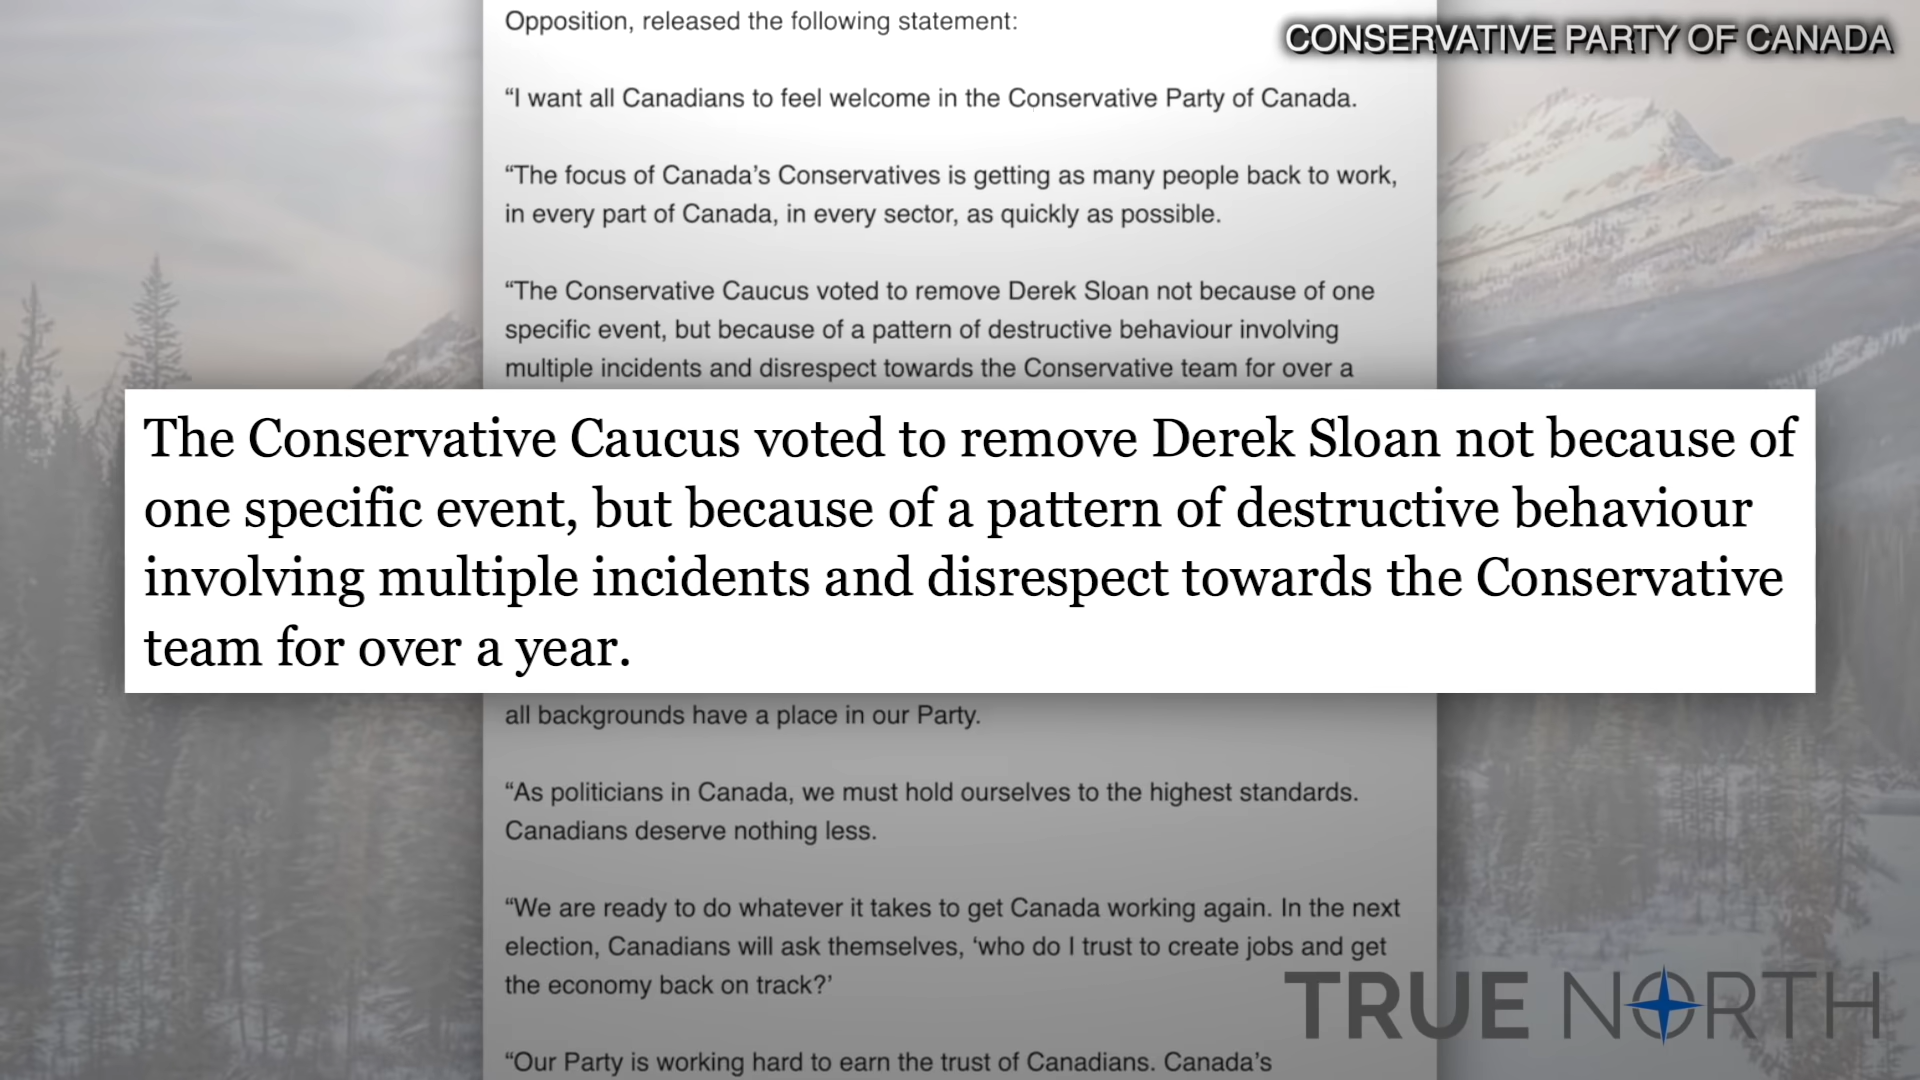 Opposition, released the following statement:
CONSERVATIVE PARTY OF CANADA
“I want all Canadians to feel welcome in the Conservative Party of Canada.
“The focus of Canada’s Conservatives is getting as many people back to work,
in every part of Canada, in every sector, as quickly as possible.
“The Conservative Caucus voted to remove Derek Sloan not because of one
specific event, but because of a pattern of destructive behaviour involving
multiple incidents and disrespect towards the Conservative team for over a
The Conservative Caucus voted to remove Derek Sloan not because of
one specific event, but because of a pattern of destructive behaviour
involving multiple incidents and disrespect towards the Conservative
team for over a year.
all backgrounds have a place in our Party.
“As politicians in Canada, we must hold ourselves to the highest standards.
Canadians deserve nothing less.
“We are ready to do whatever it takes to get Canada working again. In the next
election, Canadians will ask themselves, ‘who do I trust to create jobs and get
the economy back on track?’
TRUE NORTH
“Our Party is working hard to earn the trust of Canadians. Canada’s